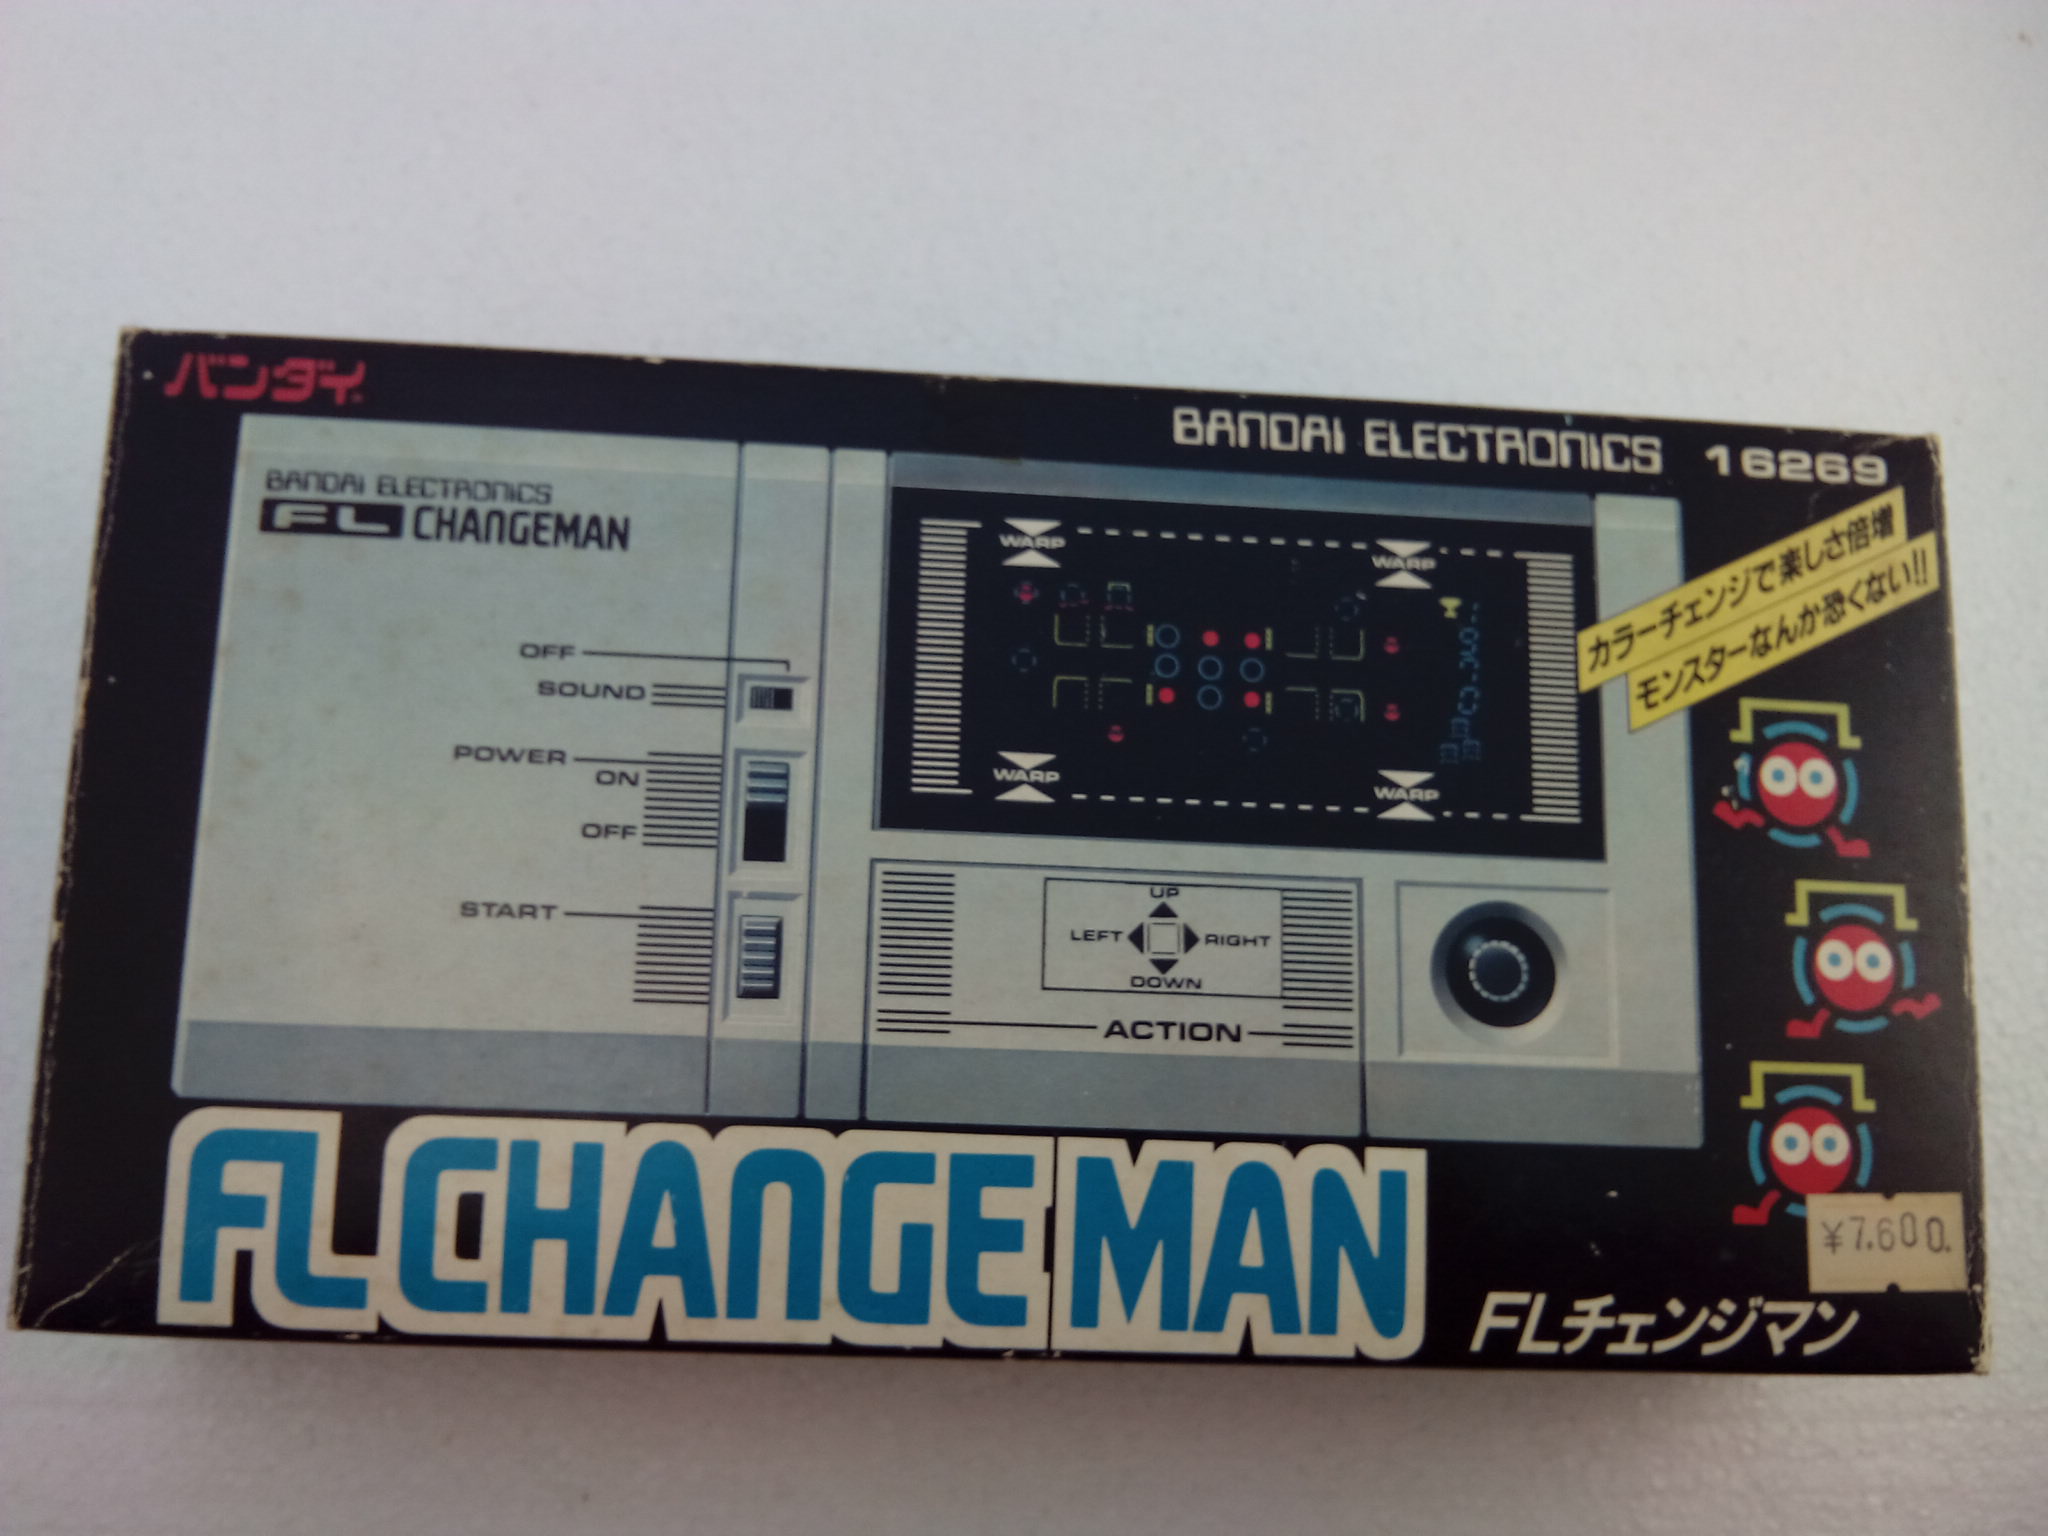 バンダイ
BANDAI ELECTRONICS 16269
BANDAI ELECTRONICS
FL CHANGEMAN
OFF
SOUND
POWER
ON
OFF
START
WARP
WARP
WARP
WARP
カラーチェンジで楽しさ倍増
モンスターなんか恐くない!!
UP
LEFT RIGHT
DOWN
ACTION
FL CHANGE MAN
¥7.600.
FLチェンジマン